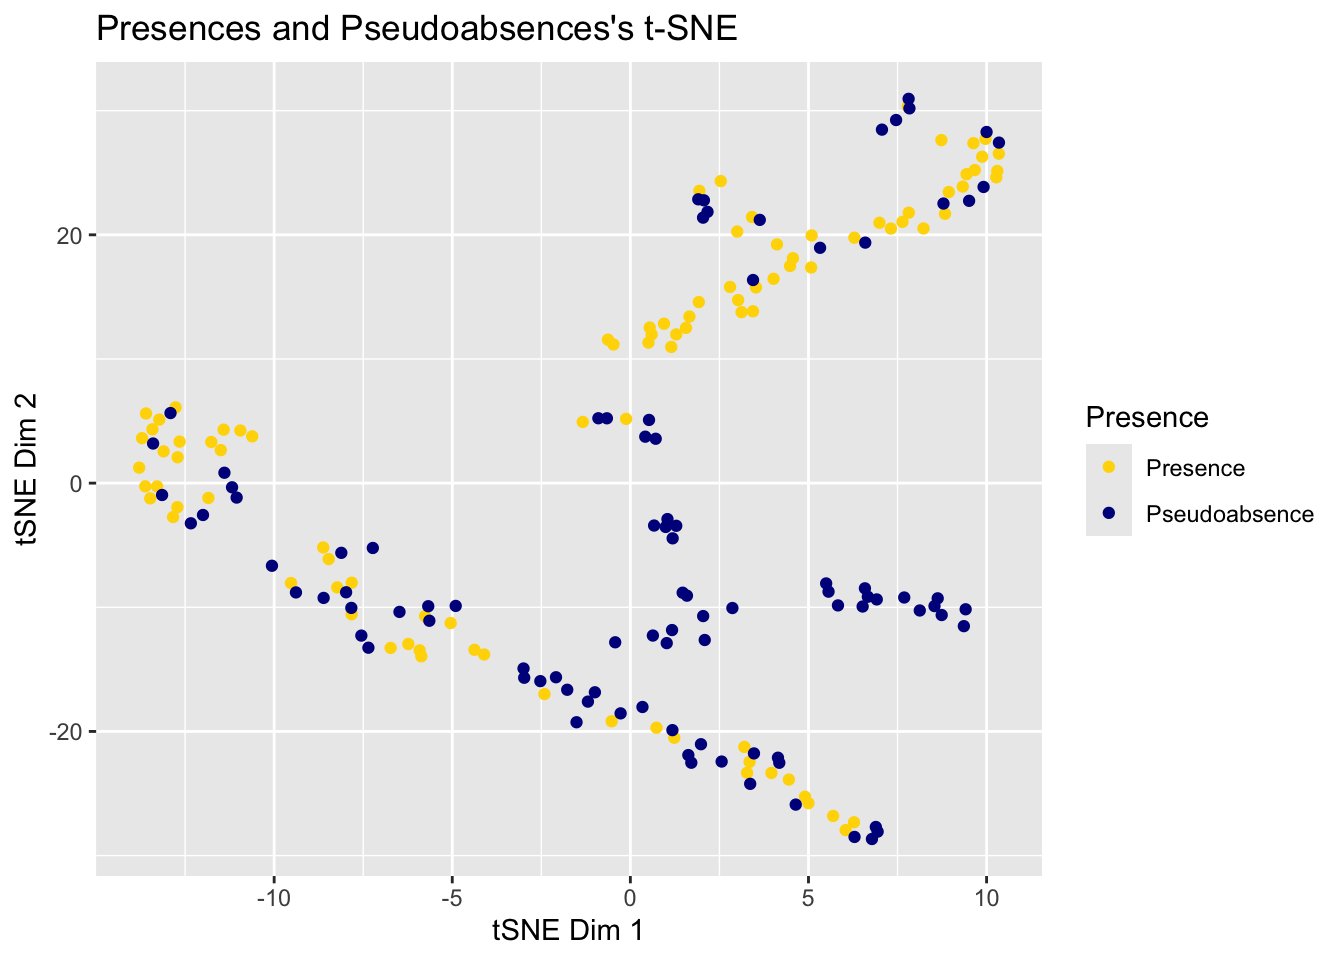 Presences and Pseudoabsences's t-SNE
20
0
-20
tSNE Dim 2
-10
-5
0
5
10
tSNE Dim 1
Presence
Presence
Pseudoabsence